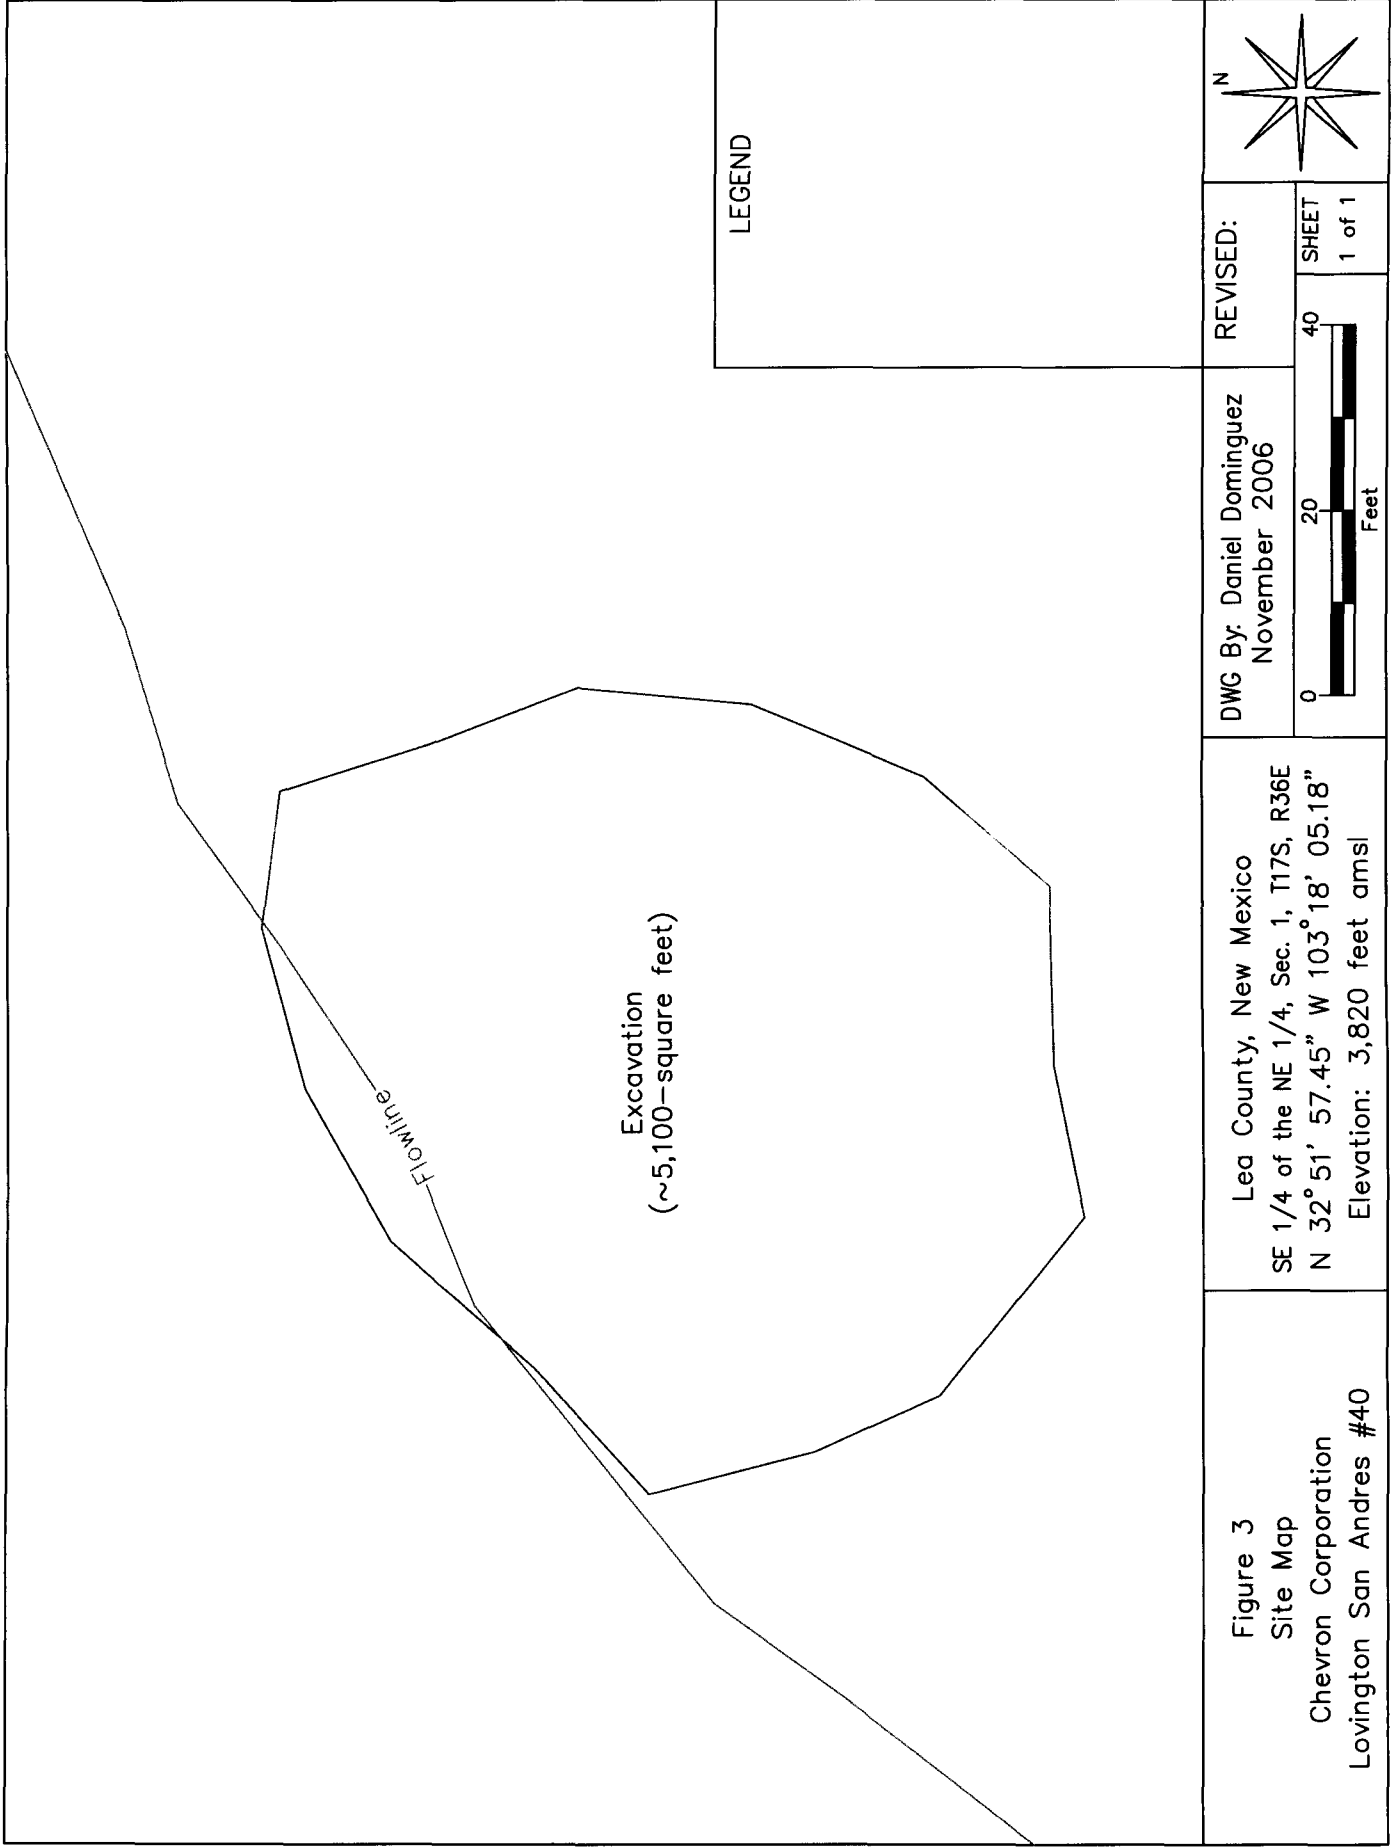 Flowline
Excavation
(~5,100-square feet)
LEGEND
Figure 3
Site Map
Chevron Corporation
Lovington San Andres #40
Lea County, New Mexico
SE 1/4 of the NE 1/4, Sec. 1, T17S, R36E
N 32° 51' 57.45" W 103° 18' 05.18"
Elevation: 3,820 feet amsl
DWG By: Daniel Dominguez
November 2006
REVISED:
0 20 40
Feet
SHEET
1 of 1
N